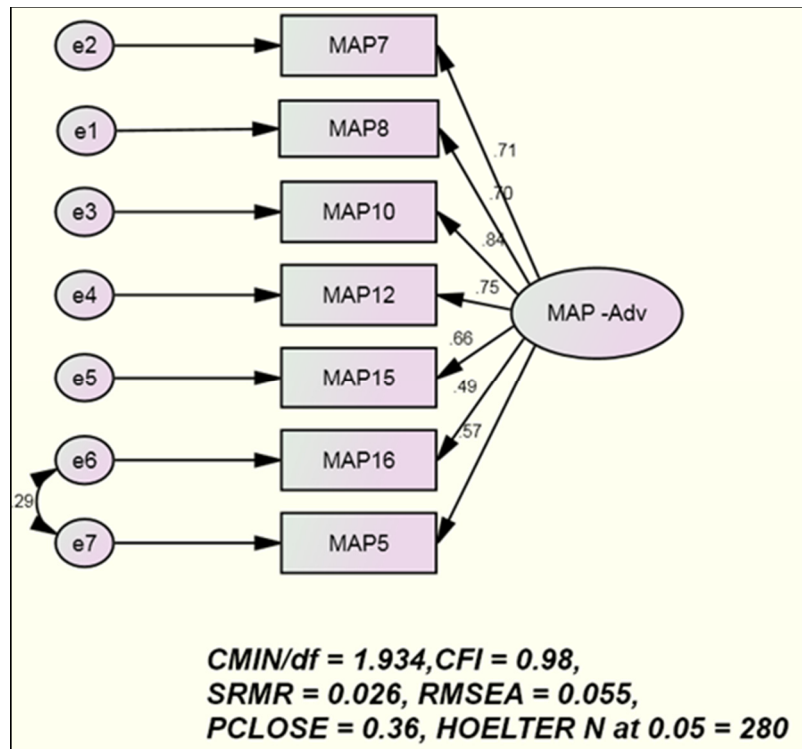 e2
MAP7
e1
MAP8
.71
.70
e3
MAP10
.84
e4
MAP12
.75
MAP -Adv
e5
MAP15
.66
.49
e6
MAP16
.57
.29
e7
MAP5
CMIN/df = 1.934,CFI = 0.98,
SRMR = 0.026, RMSEA = 0.055,
PCLOSE = 0.36, HOELTER N at 0.05 = 280